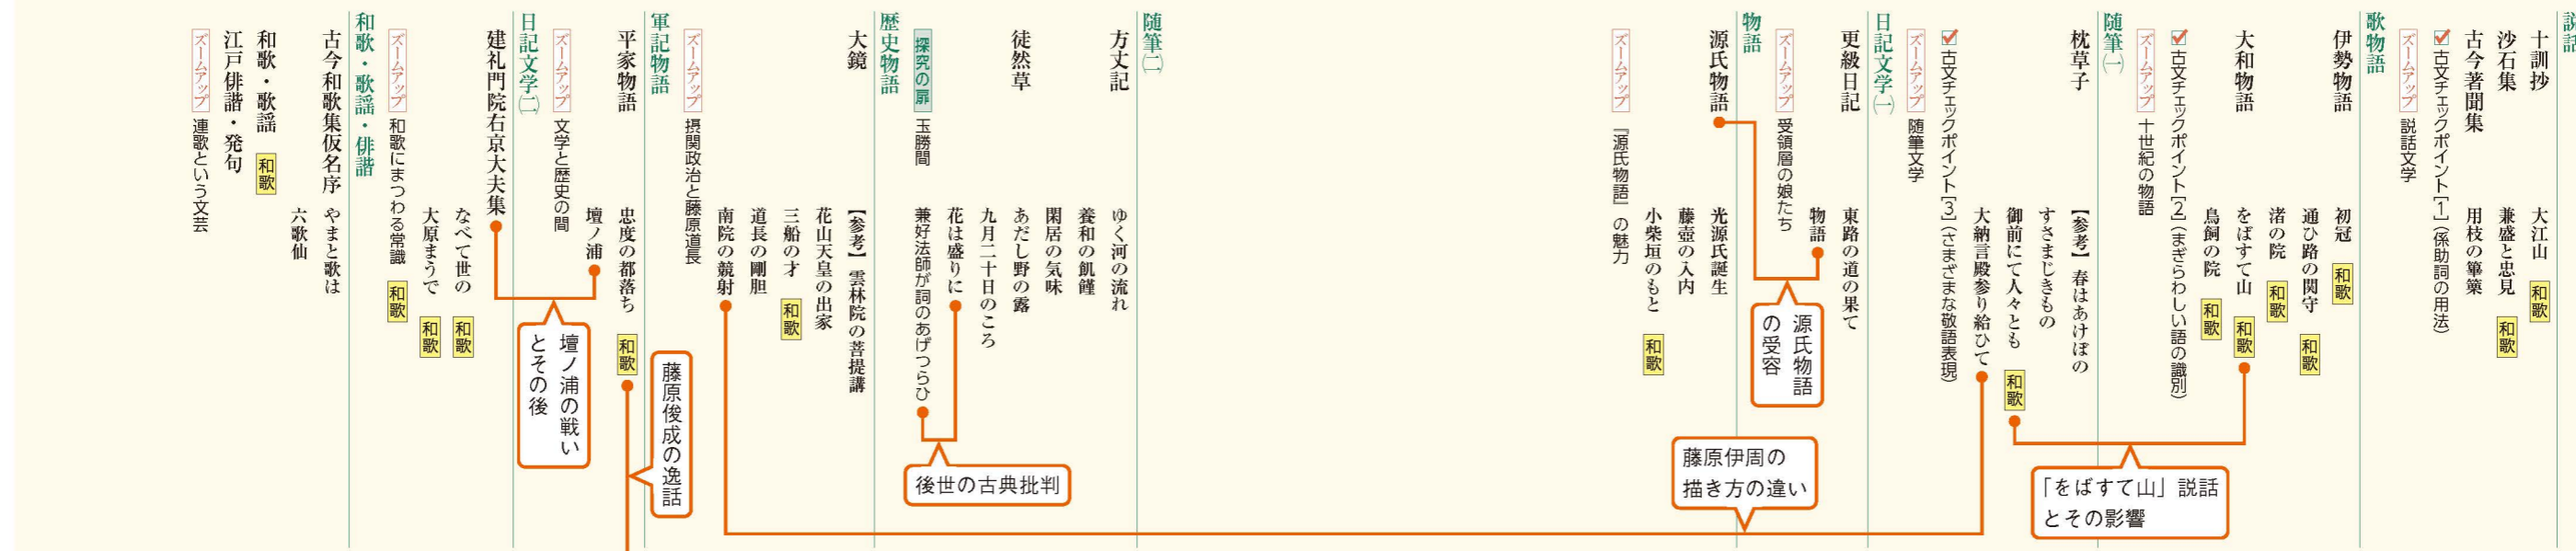 説話
十訓抄 大江山 和歌
沙石集 兼盛と忠見 和歌
古今著聞集 用枝の篳篥
古文チェックポイント[1](係助詞の用法)
ズームアップ 説話文学
歌物語
伊勢物語 初冠 和歌
通ひ路の関守 和歌
渚の院 和歌
大和物語 をばすて山 和歌
鳥飼の院 和歌
古文チェックポイント[2](まぎらわしい語の識別)
ズームアップ 十世紀の物語
随筆(一)
枕草子 【参考】春はあけぼの
すさまじきもの
御前にて人々とも 和歌
大納言殿参り給ひて
古文チェックポイント[3](さまざまな敬語表現)
ズームアップ 随筆文学
日記文学(一)
更級日記 東路の道の果て
物語
ズームアップ 受領層の娘たち
物語
源氏物語 光源氏誕生
藤壺の入内
小柴垣のもと 和歌
ズームアップ 『源氏物語』の魅力
随筆(二)
方丈記 ゆく河の流れ
養和の飢饉
閑居の気味
徒然草 あだし野の露
九月二十日のころ
花は盛りに
探究の扉 玉勝間 兼好法師が詞のあげつらひ
歴史物語
大鏡 【参考】雲林院の菩提講
花山天皇の出家
三船の才 和歌
道長の剛胆
南院の競射
ズームアップ 摂関政治と藤原道長
軍記物語
平家物語 忠度の都落ち 和歌
壇ノ浦
ズームアップ 文学と歴史の間
日記文学(二)
建礼門院右京大夫集 なべて世の 和歌
大原まうで 和歌
ズームアップ 和歌にまつわる常識 和歌
和歌・歌謡・俳諧
古今和歌集仮名序 やまと歌は
六歌仙
和歌・歌謡 和歌
江戸俳諧・発句
ズームアップ 連歌という文芸
「をばすて山」説話
とその影響
源氏物語
の受容
藤原伊周の
描き方の違い
後世の古典批判
藤原俊成の逸話
壇ノ浦の戦い
とその後